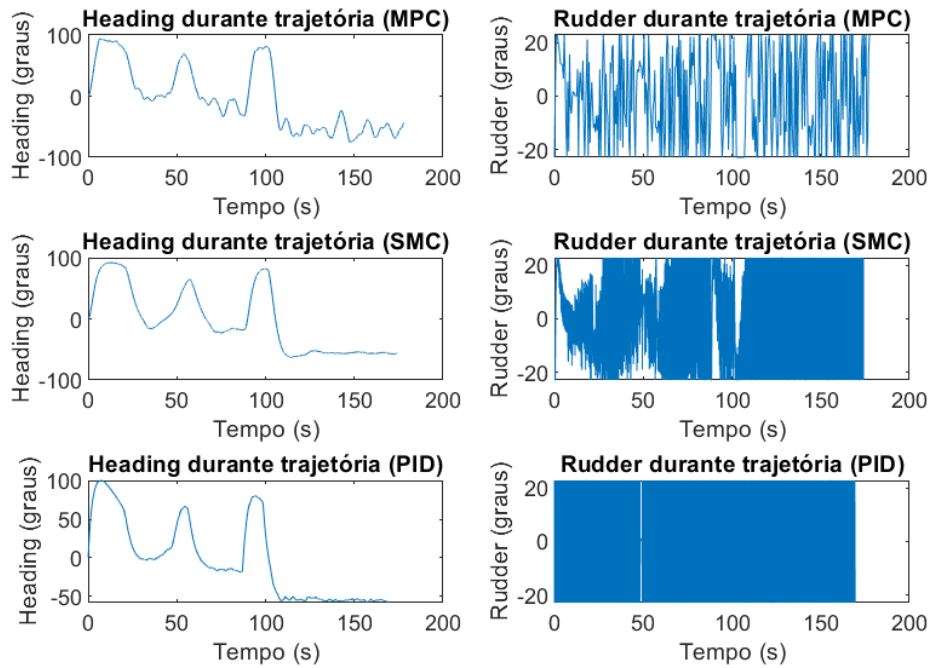 Heading durante trajetória (MPC)
Heading (graus)
100
0
-100
0 50 100 150 200
Tempo (s)
Rudder durante trajetória (MPC)
Rudder (graus)
20
0
-20
0 50 100 150 200
Tempo (s)
Heading durante trajetória (SMC)
Heading (graus)
100
0
-100
0 50 100 150 200
Tempo (s)
Rudder durante trajetória (SMC)
Rudder (graus)
20
0
-20
0 50 100 150 200
Tempo (s)
Heading durante trajetória (PID)
Heading (graus)
100
50
0
-50
0 50 100 150 200
Tempo (s)
Rudder durante trajetória (PID)
Rudder (graus)
20
0
-20
0 50 100 150 200
Tempo (s)